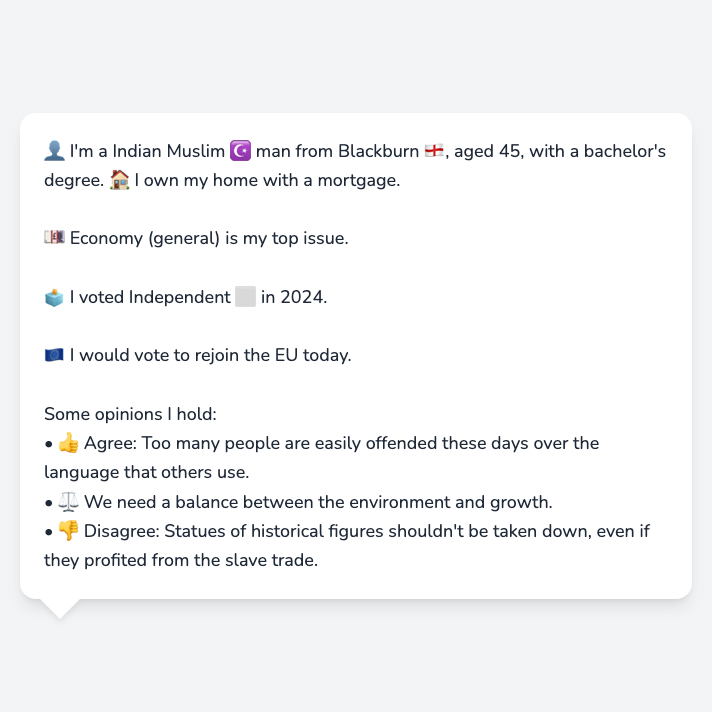 👤 I'm a Indian Muslim ☪️ man from Blackburn 🏴󠁧󠁢󠁥󠁮󠁧󠁿, aged 45, with a bachelor's
degree. 🏠 I own my home with a mortgage.
💷 Economy (general) is my top issue.
🗳️ I voted Independent ⬜ in 2024.
🇪🇺 I would vote to rejoin the EU today.
Some opinions I hold:
• 👍 Agree: Too many people are easily offended these days over the
language that others use.
• ⚖️ We need a balance between the environment and growth.
• 👎 Disagree: Statues of historical figures shouldn't be taken down, even if
they profited from the slave trade.